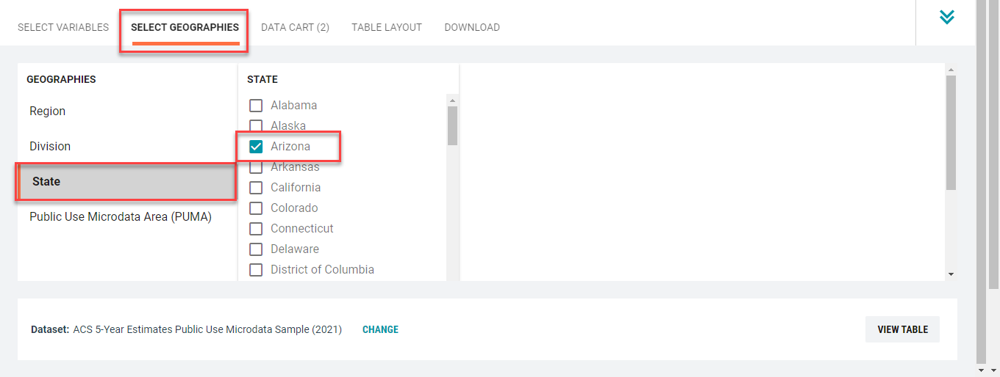 SELECT VARIABLES SELECT GEOGRAPHIES DATA CART (2) TABLE LAYOUT DOWNLOAD
GEOGRAPHIES
Region
Division
State
Public Use Microdata Area (PUMA)
STATE
Alabama
Alaska
Arizona
Arkansas
California
Colorado
Connecticut
Delaware
District of Columbia
Dataset: ACS 5-Year Estimates Public Use Microdata Sample (2021) CHANGE VIEW TABLE